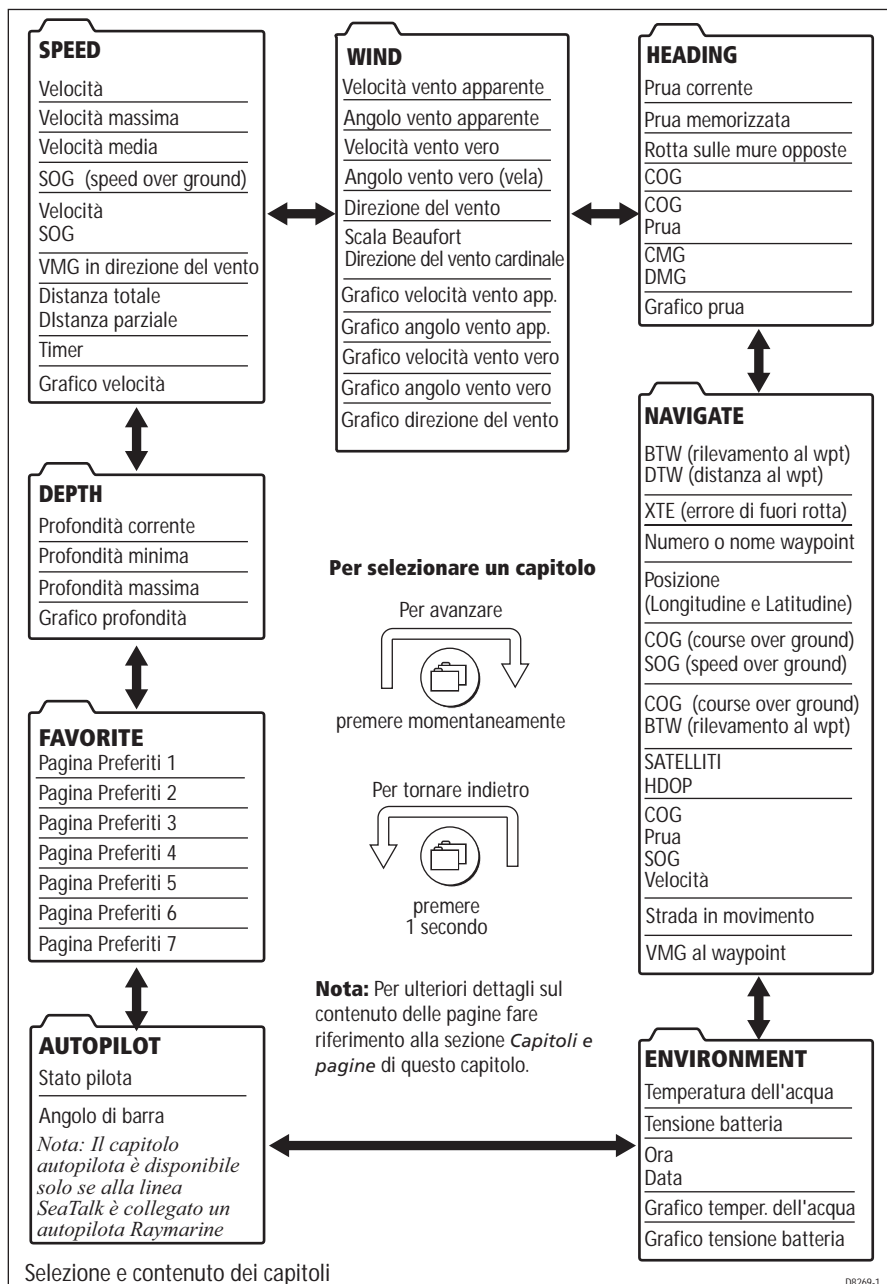 SPEED
Velocità
Velocità massima
Velocità media
SOG (speed over ground)
Velocità
SOG
VMG in direzione del vento
Distanza totale
DIstanza parziale
Timer
Grafico velocità
WIND
Velocità vento apparente
Angolo vento apparente
Velocità vento vero
Angolo vento vero (vela)
Direzione del vento
Scala Beaufort
Direzione del vento cardinale
Grafico velocità vento app.
Grafico angolo vento app.
Grafico velocità vento vero
Grafico angolo vento vero
Grafico direzione del vento
HEADING
Prua corrente
Prua memorizzata
Rotta sulle mure opposte
COG
COG
Prua
CMG
DMG
Grafico prua
DEPTH
Profondità corrente
Profondità minima
Profondità massima
Grafico profondità
FAVORITE
Pagina Preferiti 1
Pagina Preferiti 2
Pagina Preferiti 3
Pagina Preferiti 4
Pagina Preferiti 5
Pagina Preferiti 6
Pagina Preferiti 7
AUTOPILOT
Stato pilota
Angolo di barra
Nota: Il capitolo
autopilota è disponibile
solo se alla linea
SeaTalk è collegato un
autopilota Raymarine
Per selezionare un capitolo
Per avanzare
premere momentaneamente
Per tornare indietro
premere
1 secondo
Nota: Per ulteriori dettagli sul
contenuto delle pagine fare
riferimento alla sezione Capitoli e
pagine di questo capitolo.
NAVIGATE
BTW (rilevamento al wpt)
DTW (distanza al wpt)
XTE (errore di fuori rotta)
Numero o nome waypoint
Posizione
(Longitudine e Latitudine)
COG (course over ground)
SOG (speed over ground)
COG (course over ground)
BTW (rilevamento al wpt)
SATELLITI
HDOP
COG
Prua
SOG
Velocità
Strada in movimento
VMG al waypoint
ENVIRONMENT
Temperatura dell'acqua
Tensione batteria
Ora
Data
Grafico temper. dell'acqua
Grafico tensione batteria
Selezione e contenuto dei capitoli
D8269-1